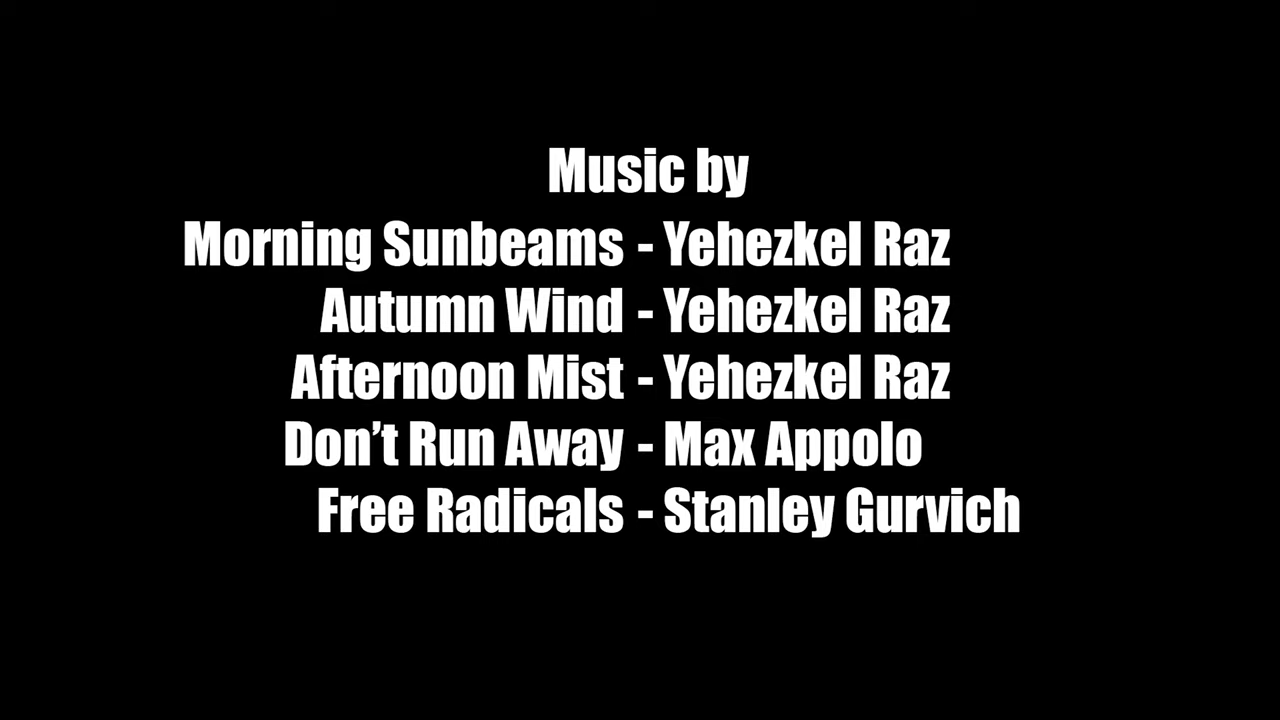 Music by
Morning Sunbeams - Yehezkel Raz
Autumn Wind - Yehezkel Raz
Afternoon Mist - Yehezkel Raz
Don’t Run Away - Max Appolo
Free Radicals - Stanley Gurvich